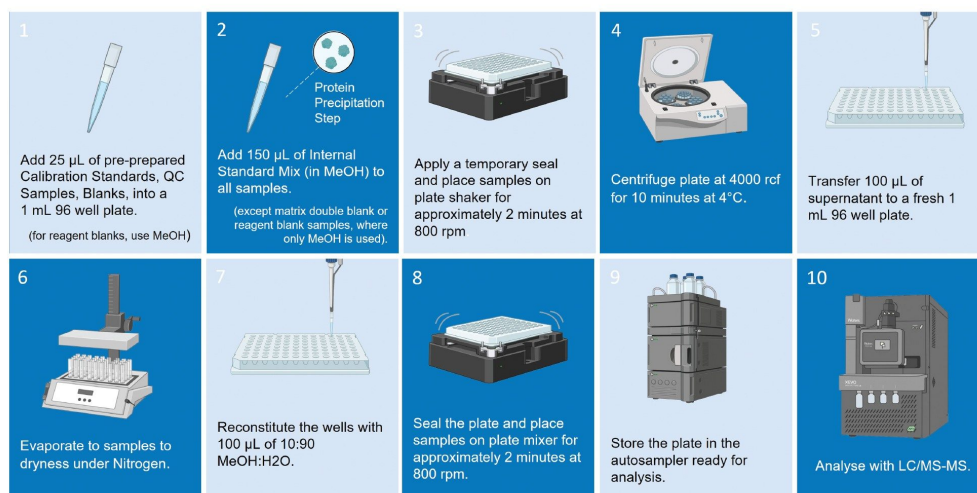 1
Add 25 µL of pre-prepared
Calibration Standards, QC
Samples, Blanks, into a
1 mL 96 well plate.
(for reagent blanks, use MeOH)
2
Protein
Precipitation
Step
Add 150 µL of Internal
Standard Mix (in MeOH) to
all samples.
(except matrix double blank or
reagent blank samples, where
only MeOH is used).
3
Apply a temporary seal
and place samples on
plate shaker for
approximately 2 minutes at
800 rpm
4
Centrifuge plate at 4000 rcf
for 10 minutes at 4°C.
5
Transfer 100 µL of
supernatant to a fresh 1
mL 96 well plate.
6
Evaporate to samples to
dryness under Nitrogen.
7
Reconstitute the wells with
100 µL of 10:90
MeOH:H2O.
8
Seal the plate and place
samples on plate mixer for
approximately 2 minutes at
800 rpm.
9
Store the plate in the
autosampler ready for
analysis.
10
Analyse with LC/MS-MS.